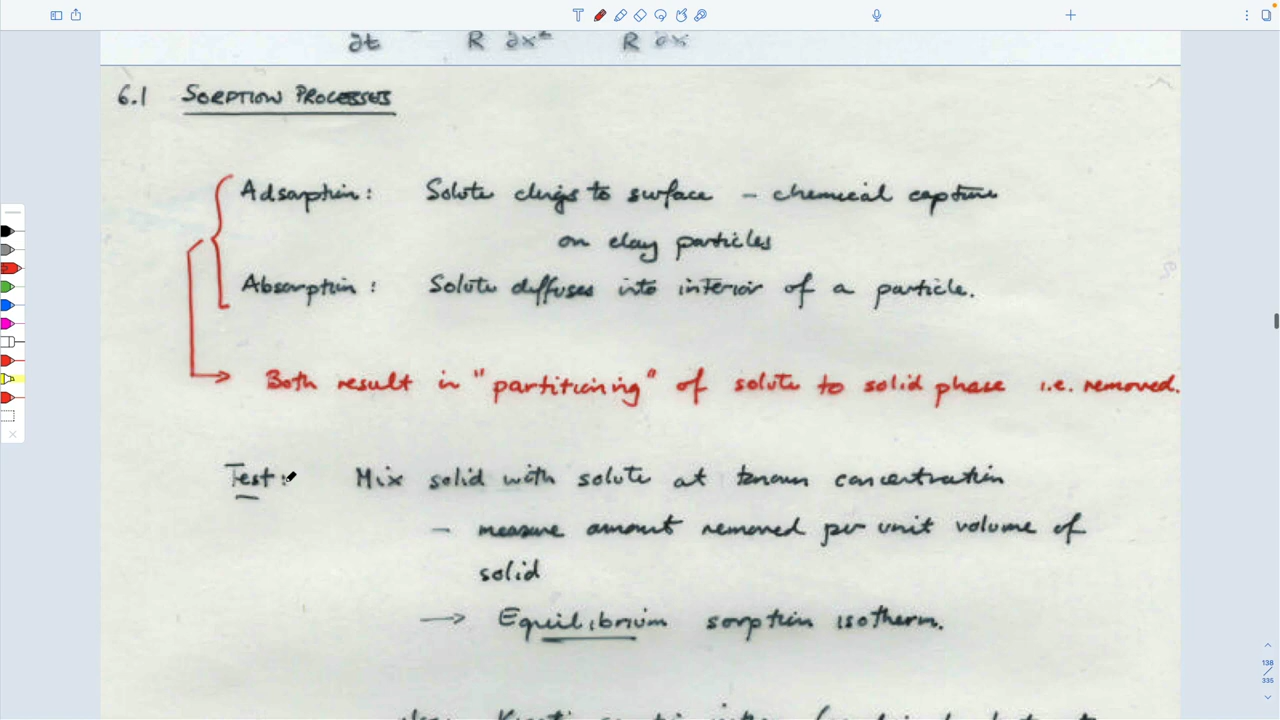 ∂t R ∂x² R ∂x
6.1 SORPTION PROCESSES
Adsorption: Solute clings to surface - chemical capture
on clay particles
Absorption: Solute diffuses into interior of a particle.
Both result in "partitioning" of solute to solid phase i.e. removed.
Test: Mix solid with solute at known concentration
- measure amount removed per unit volume of
solid
→ Equilibrium sorption isotherm.
138
/
335